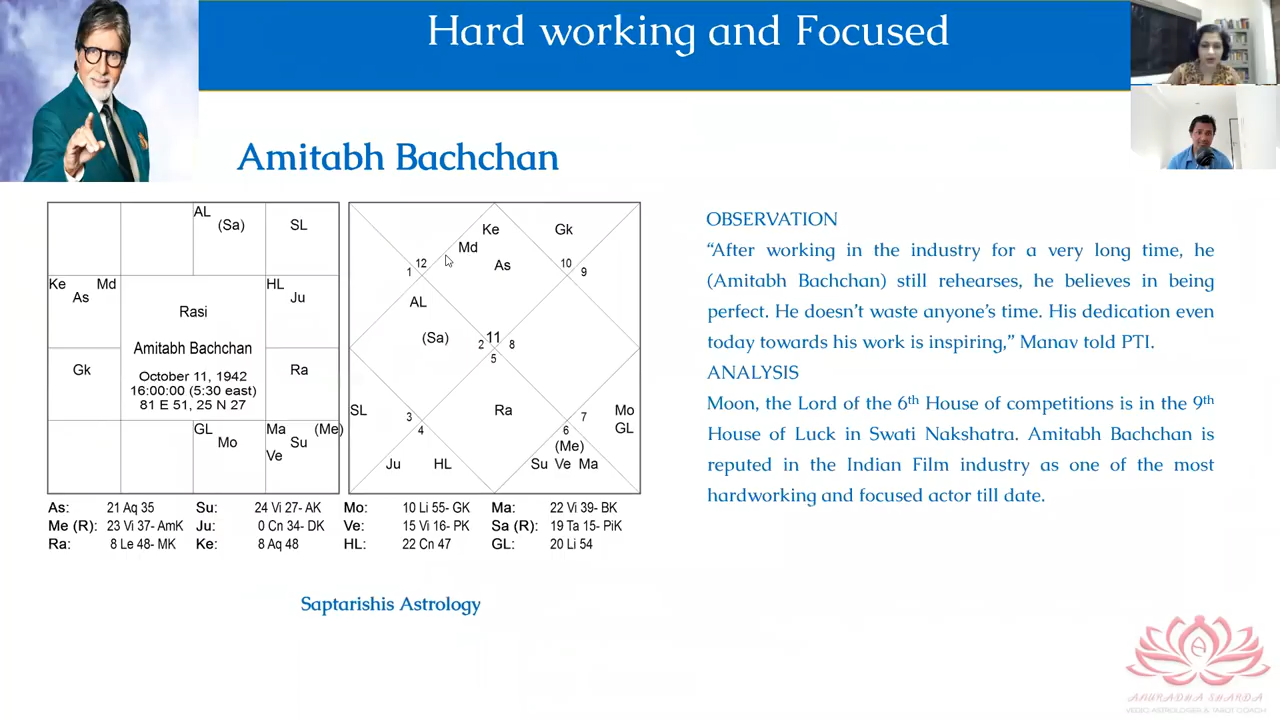 Hard working and Focused
Amitabh Bachchan
AL
(Sa)
SL
Ke Md
As
HL
Ju
Rasi
Amitabh Bachchan
October 11, 1942
16:00:00 (5:30 east)
81 E 51, 25 N 27
Gk
Ra
GL
Mo
Ma (Me)
Su
Ve
Ke
Md
As
Gk
12
1
10
9
AL
(Sa)
2
11
8
5
SL
3
4
Ra
7
6
Mo
GL
(Me)
Ju HL
Su Ve Ma
As: 21 Aq 35 Su: 24 Vi 27- AK Mo: 10 Li 55- GK Ma: 22 Vi 39- BK
Me (R): 23 Vi 37- AmK Ju: 0 Cn 34- DK Ve: 15 Vi 16- PK Sa (R): 19 Ta 15- PiK
Ra: 8 Le 48- MK Ke: 8 Aq 48 HL: 22 Cn 47 GL: 20 Li 54
Saptarishis Astrology
OBSERVATION
“After working in the industry for a very long time, he
(Amitabh Bachchan) still rehearses, he believes in being
perfect. He doesn’t waste anyone’s time. His dedication even
today towards his work is inspiring,” Manav told PTI.
ANALYSIS
Moon, the Lord of the 6th House of competitions is in the 9th
House of Luck in Swati Nakshatra. Amitabh Bachchan is
reputed in the Indian Film industry as one of the most
hardworking and focused actor till date.
ANURADHA SHARDA
VEDIC ASTROLOGER & TAROT COACH